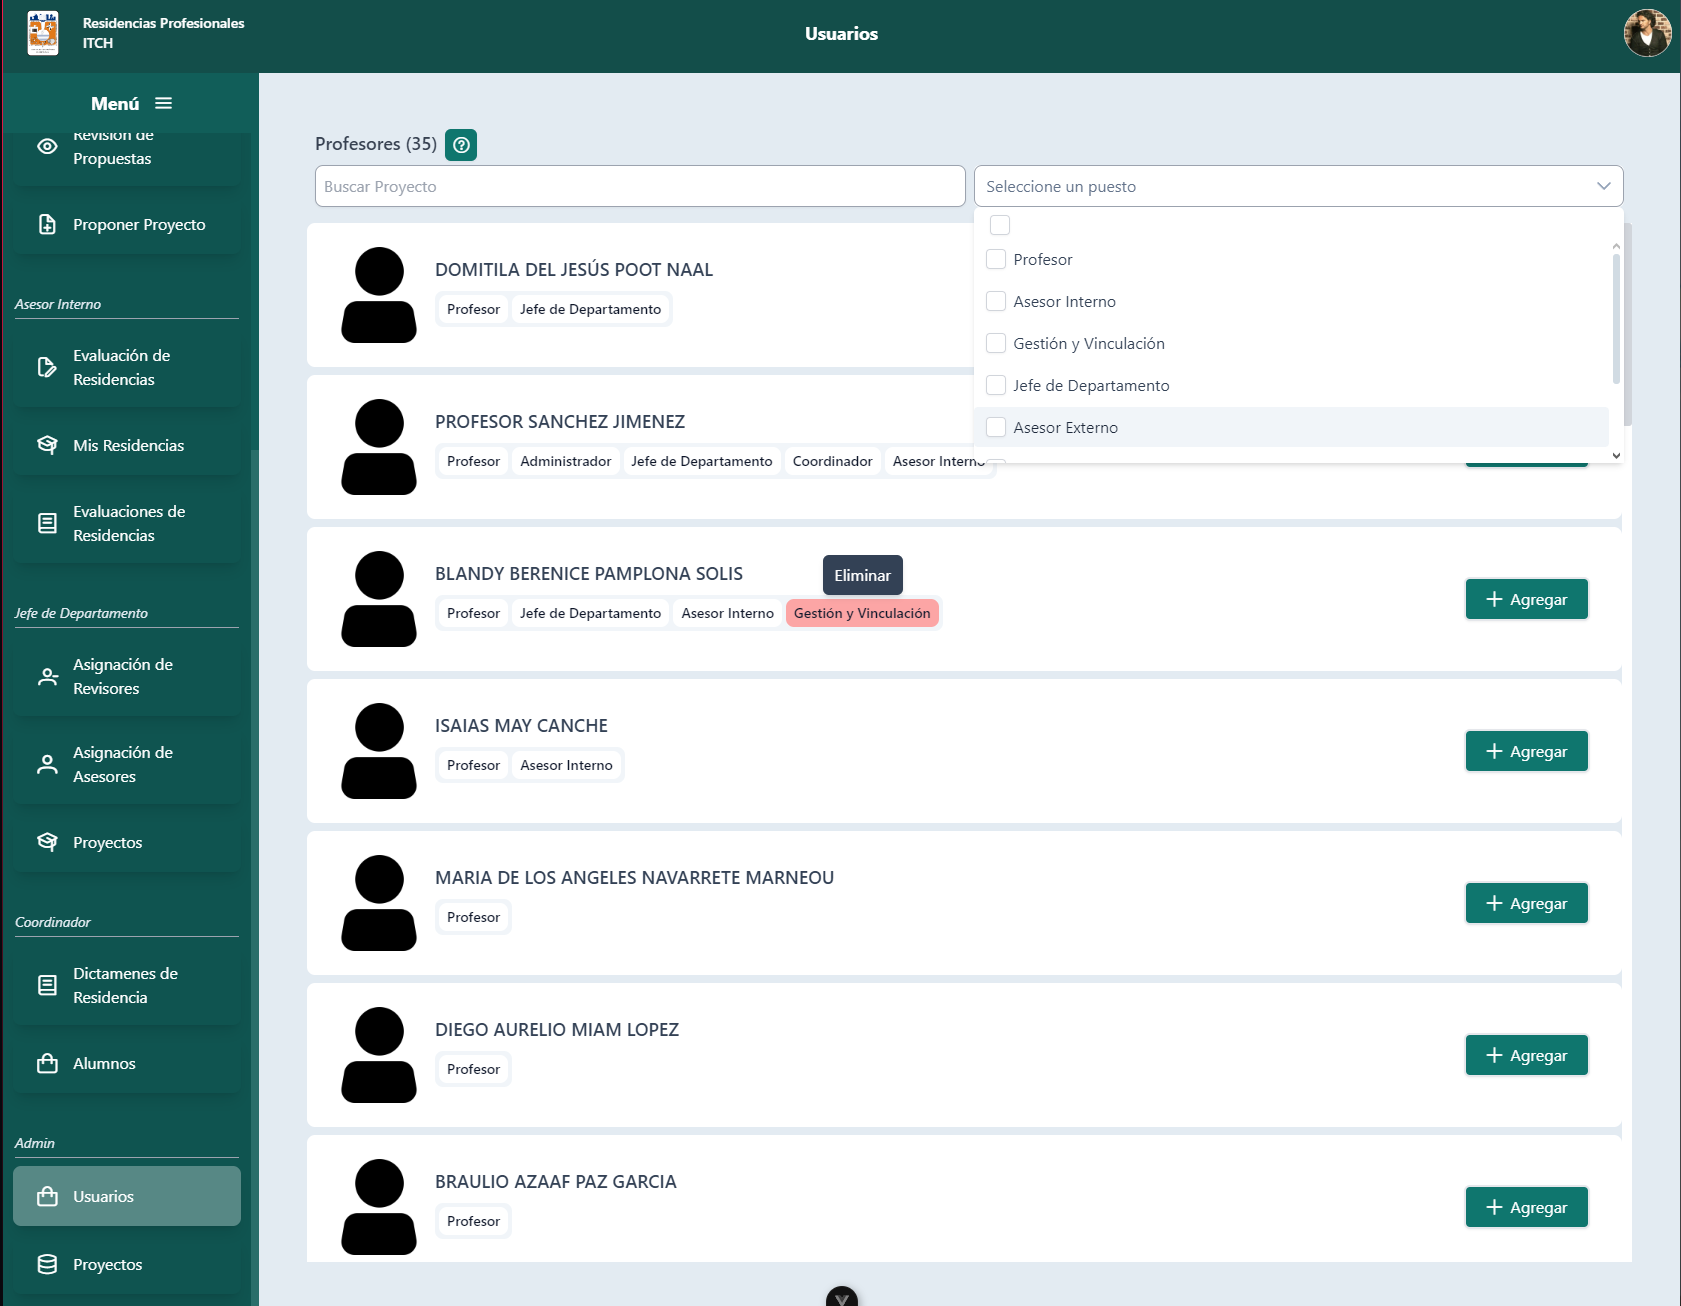 Residencias Profesionales
ITCH
Usuarios
Menú
Revisión de
Propuestas
Proponer Proyecto
Asesor Interno
Evaluación de
Residencias
Mis Residencias
Evaluaciones de
Residencias
Jefe de Departamento
Asignación de
Revisores
Asignación de
Asesores
Proyectos
Coordinador
Dictamenes de
Residencia
Alumnos
Admin
Usuarios
Proyectos
Profesores (35)
Buscar Proyecto
Seleccione un puesto
Profesor
Asesor Interno
Gestión y Vinculación
Jefe de Departamento
Asesor Externo
DOMITILA DEL JESÚS POOT NAAL
Profesor Jefe de Departamento
PROFESOR SANCHEZ JIMENEZ
Profesor Administrador Jefe de Departamento Coordinador Asesor Interno
BLANDY BERENICE PAMPLONA SOLIS
Eliminar
Profesor Jefe de Departamento Asesor Interno Gestión y Vinculación
Agregar
ISAIAS MAY CANCHE
Profesor Asesor Interno
Agregar
MARIA DE LOS ANGELES NAVARRETE MARNEOU
Profesor
Agregar
DIEGO AURELIO MIAM LOPEZ
Profesor
Agregar
BRAULIO AZAAF PAZ GARCIA
Profesor
Agregar